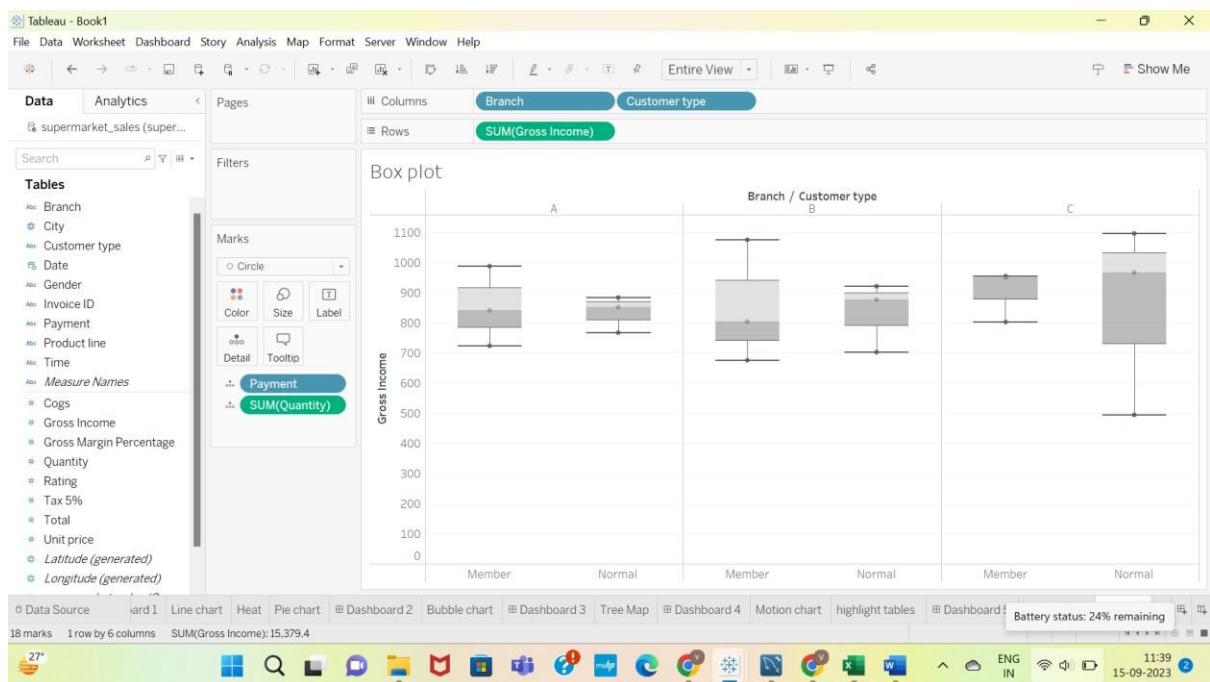 Tableau - Book1
File Data Worksheet Dashboard Story Analysis Map Format Server Window Help
Entire View
Show Me
Data Analytics
Pages
Columns Branch Customer type
supermarket_sales (super...
Rows SUM(Gross Income)
Search
Filters
Tables
Branch
City
Customer type
Date
Gender
Invoice ID
Payment
Product line
Time
Measure Names
Cogs
Gross Income
Gross Margin Percentage
Quantity
Rating
Tax 5%
Total
Unit price
Latitude (generated)
Longitude (generated)
Marks
Circle
Color Size Label
Detail Tooltip
Payment
SUM(Quantity)
Box plot
Branch / Customer type
A B C
1100
1000
900
800
700
600
500
400
300
200
100
0
Gross Income
Member Normal Member Normal Member Normal
Data Source ard 1 Line chart Heat Pie chart Dashboard 2 Bubble chart Dashboard 3 Tree Map Dashboard 4 Motion chart highlight tables Dashboard 5
Battery status: 24% remaining
18 marks 1 row by 6 columns SUM(Gross Income): 15,379.4
27°
ENG
IN
11:39
15-09-2023
2